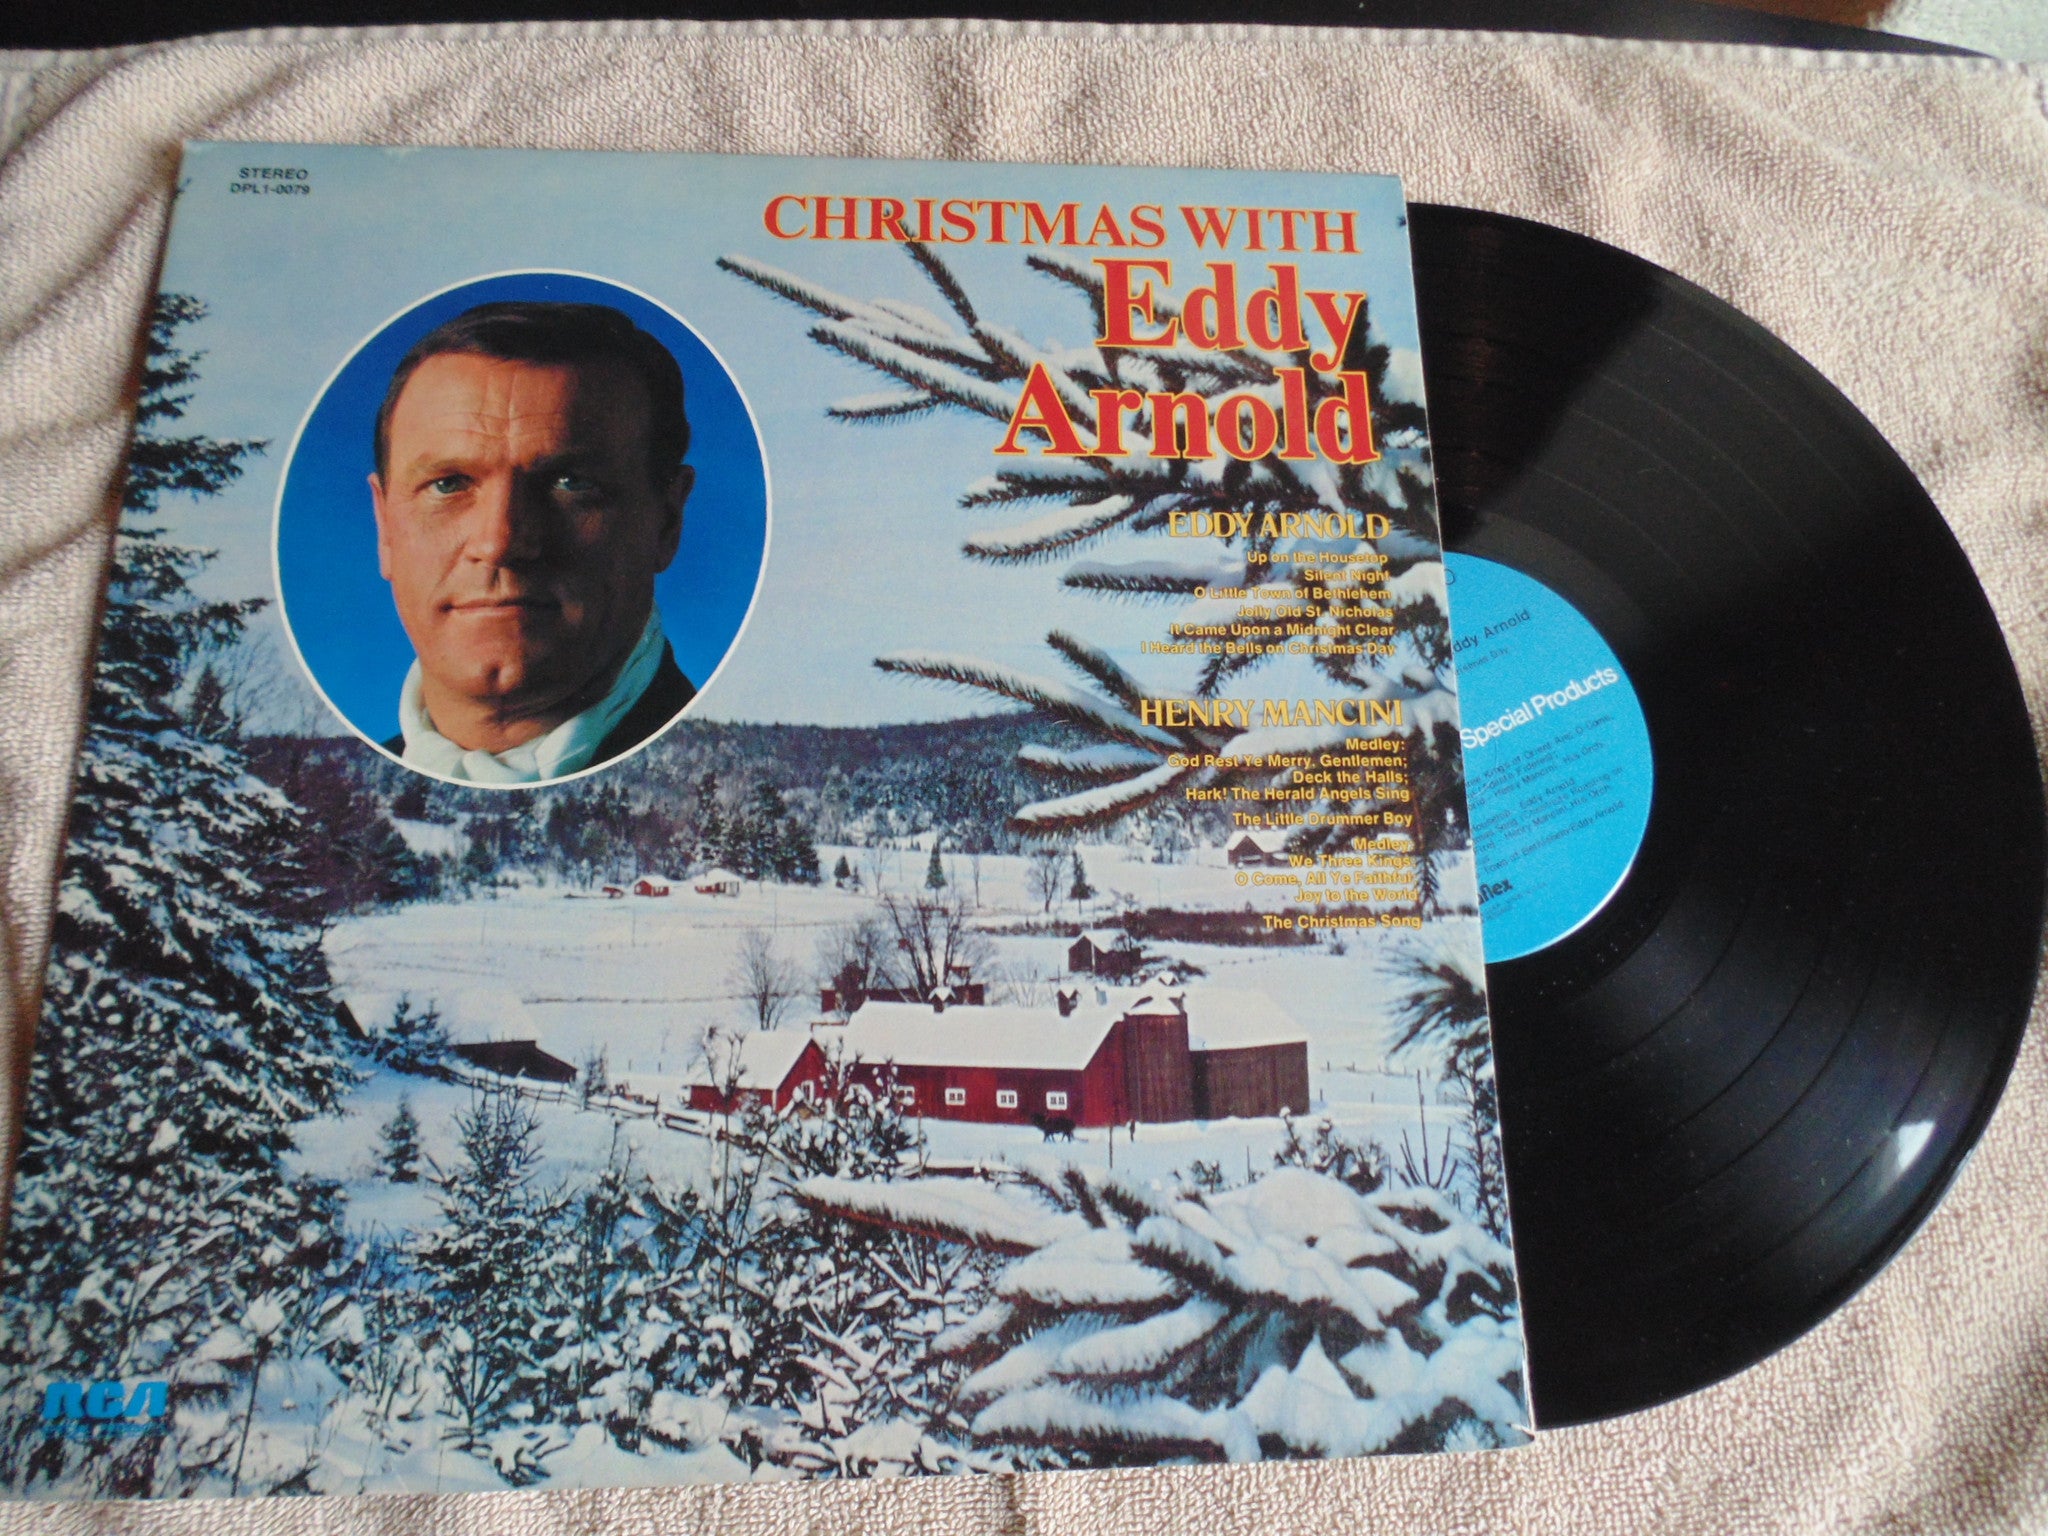 STEREO
DPL1-0079
CHRISTMAS WITH
Eddy
Arnold
EDDY ARNOLD
Up on the Housetop
Silent Night
O Little Town of Bethlehem
Jolly Old St. Nicholas
It Came Upon a Midnight Clear
I Heard the Bells on Christmas Day
HENRY MANCINI
Medley:
God Rest Ye Merry, Gentlemen;
Deck the Halls;
Hark! The Herald Angels Sing
The Little Drummer Boy
Medley:
We Three Kings;
O Come, All Ye Faithful;
Joy to the World
The Christmas Song
RCA
ddy Arnold
Special Products
Eddy Arnold
flex